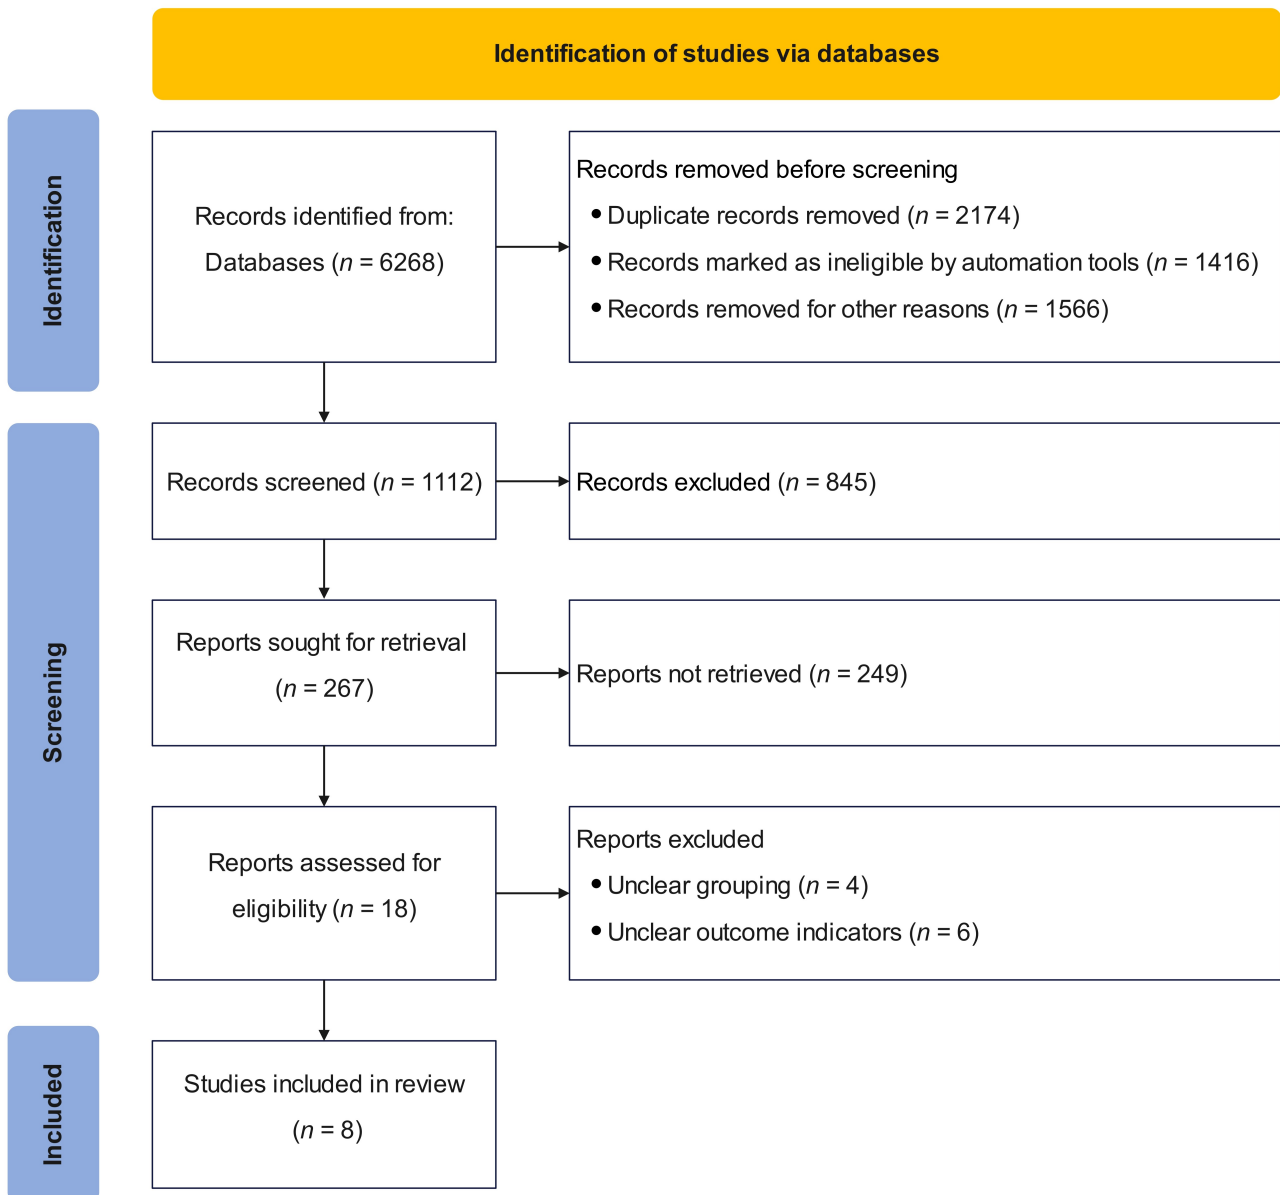 Identification of studies via databases
Identification
Records identified from:
Databases (n = 6268)
Records removed before screening
• Duplicate records removed (n = 2174)
• Records marked as ineligible by automation tools (n = 1416)
• Records removed for other reasons (n = 1566)
Screening
Records screened (n = 1112)
Records excluded (n = 845)
Reports sought for retrieval
(n = 267)
Reports not retrieved (n = 249)
Reports assessed for
eligibility (n = 18)
Reports excluded
• Unclear grouping (n = 4)
• Unclear outcome indicators (n = 6)
Included
Studies included in review
(n = 8)